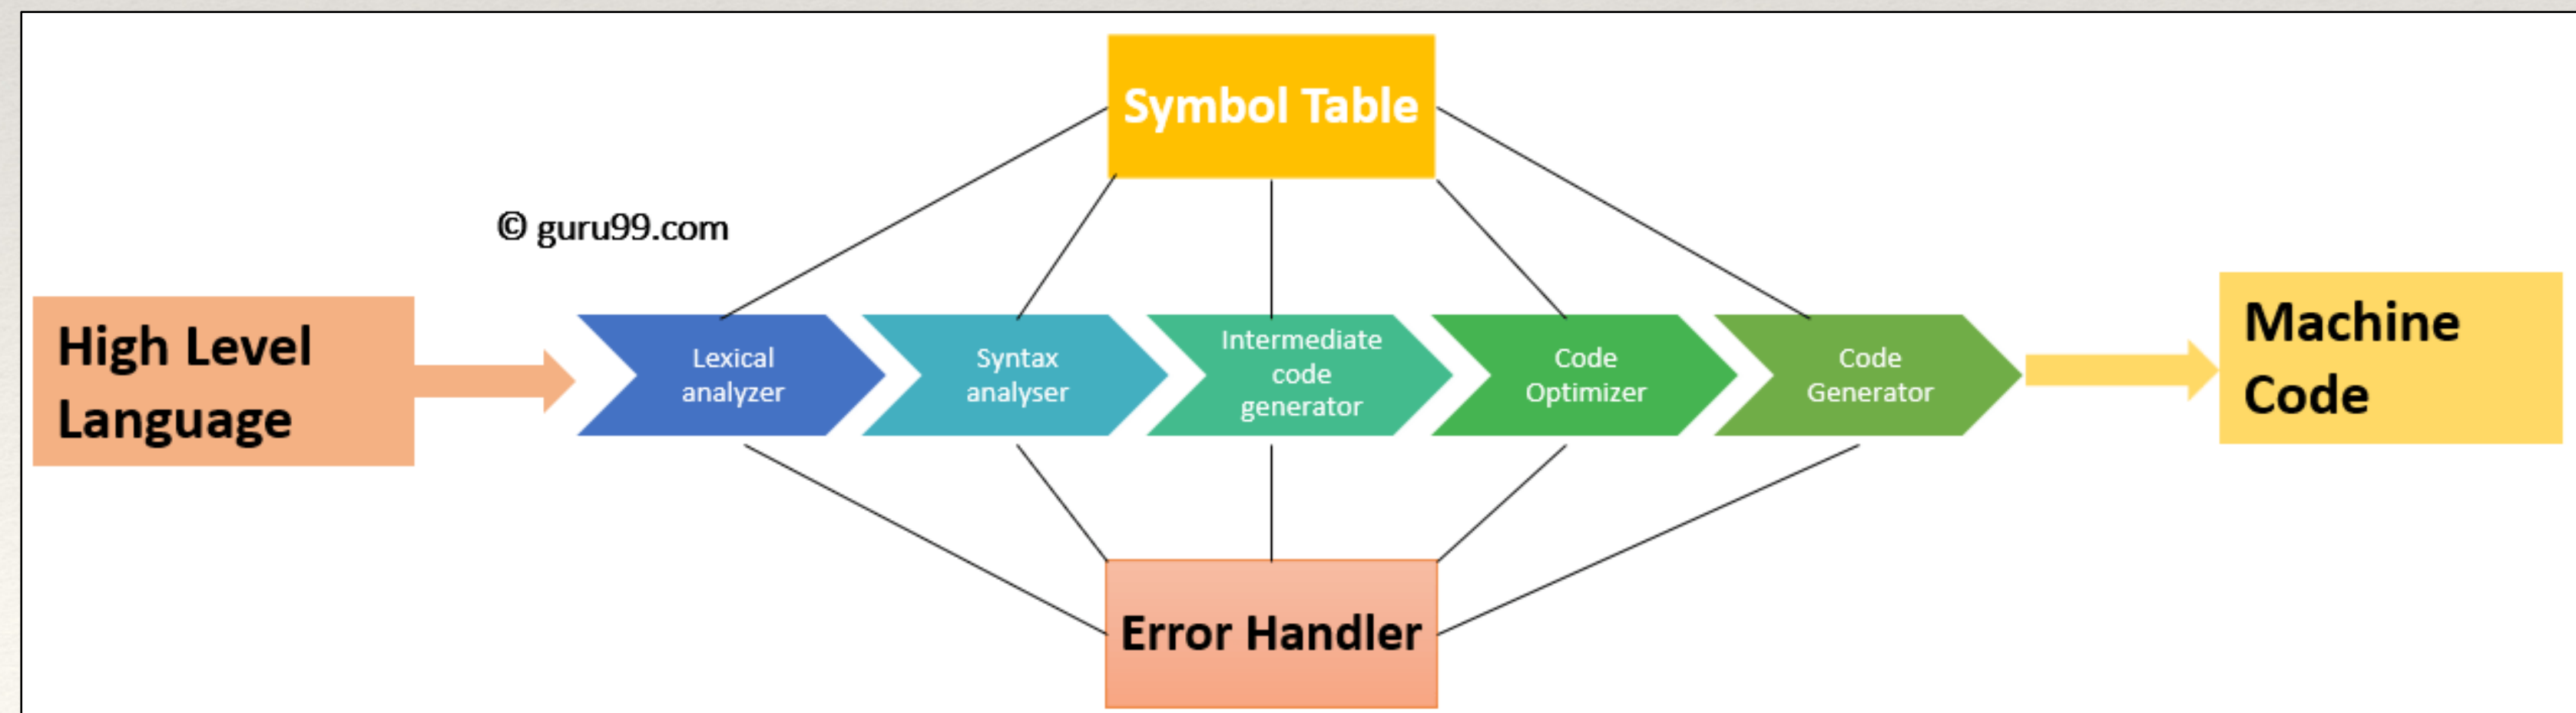 Symbol Table
© guru99.com
High Level
Language
Lexical
analyzer
Syntax
analyser
Intermediate
code
generator
Code
Optimizer
Code
Generator
Machine
Code
Error Handler